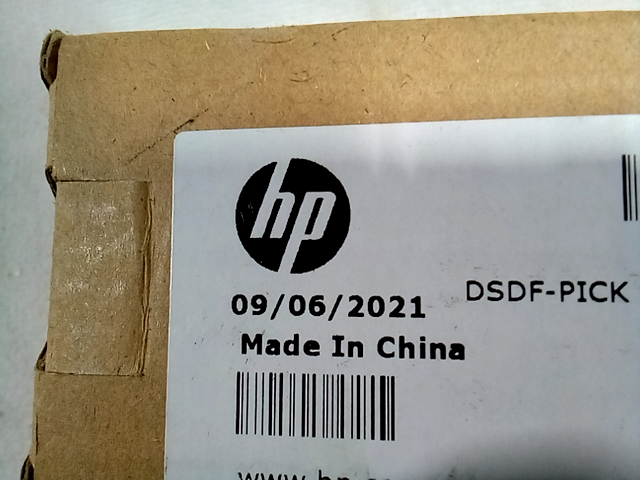 hp
DSDF-PICK
09/06/2021
Made In China